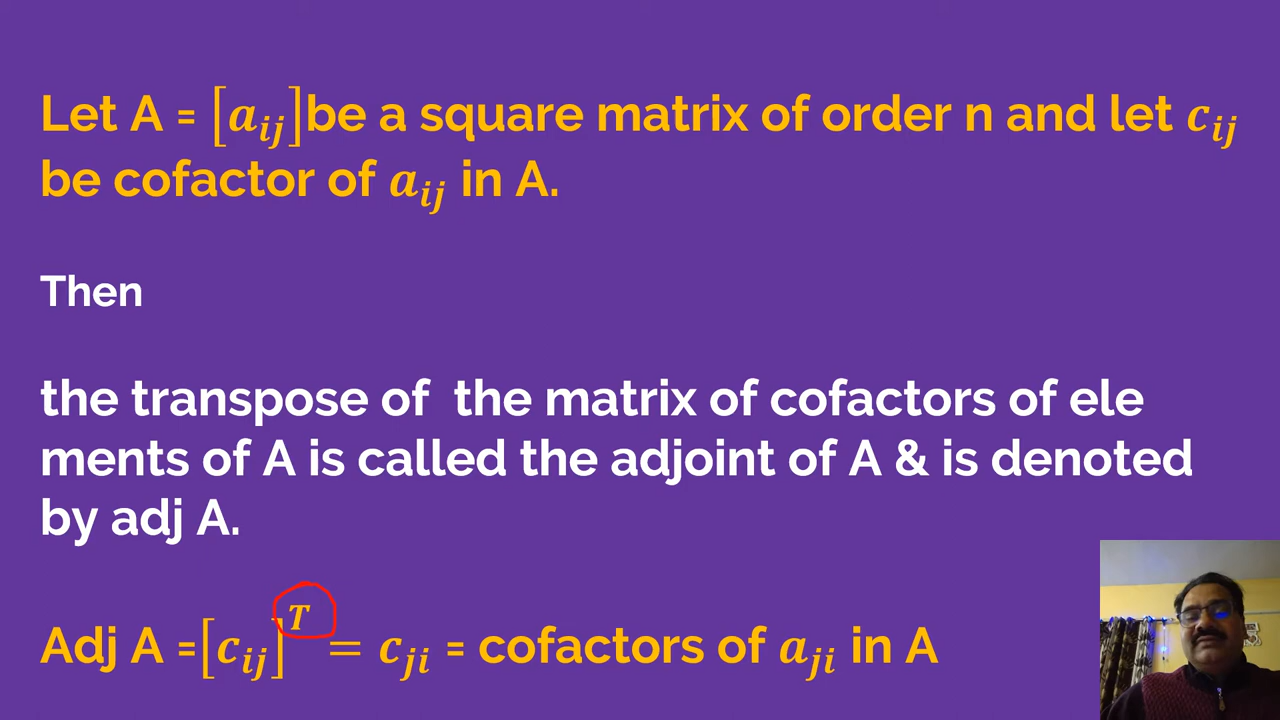 Let A = [aᵢⱼ]be a square matrix of order n and let cᵢⱼ
be cofactor of aᵢⱼ in A.
Then
the transpose of the matrix of cofactors of ele
ments of A is called the adjoint of A & is denoted
by adj A.
Adj A =[cᵢⱼ]ᵀ = cⱼᵢ = cofactors of aⱼᵢ in A